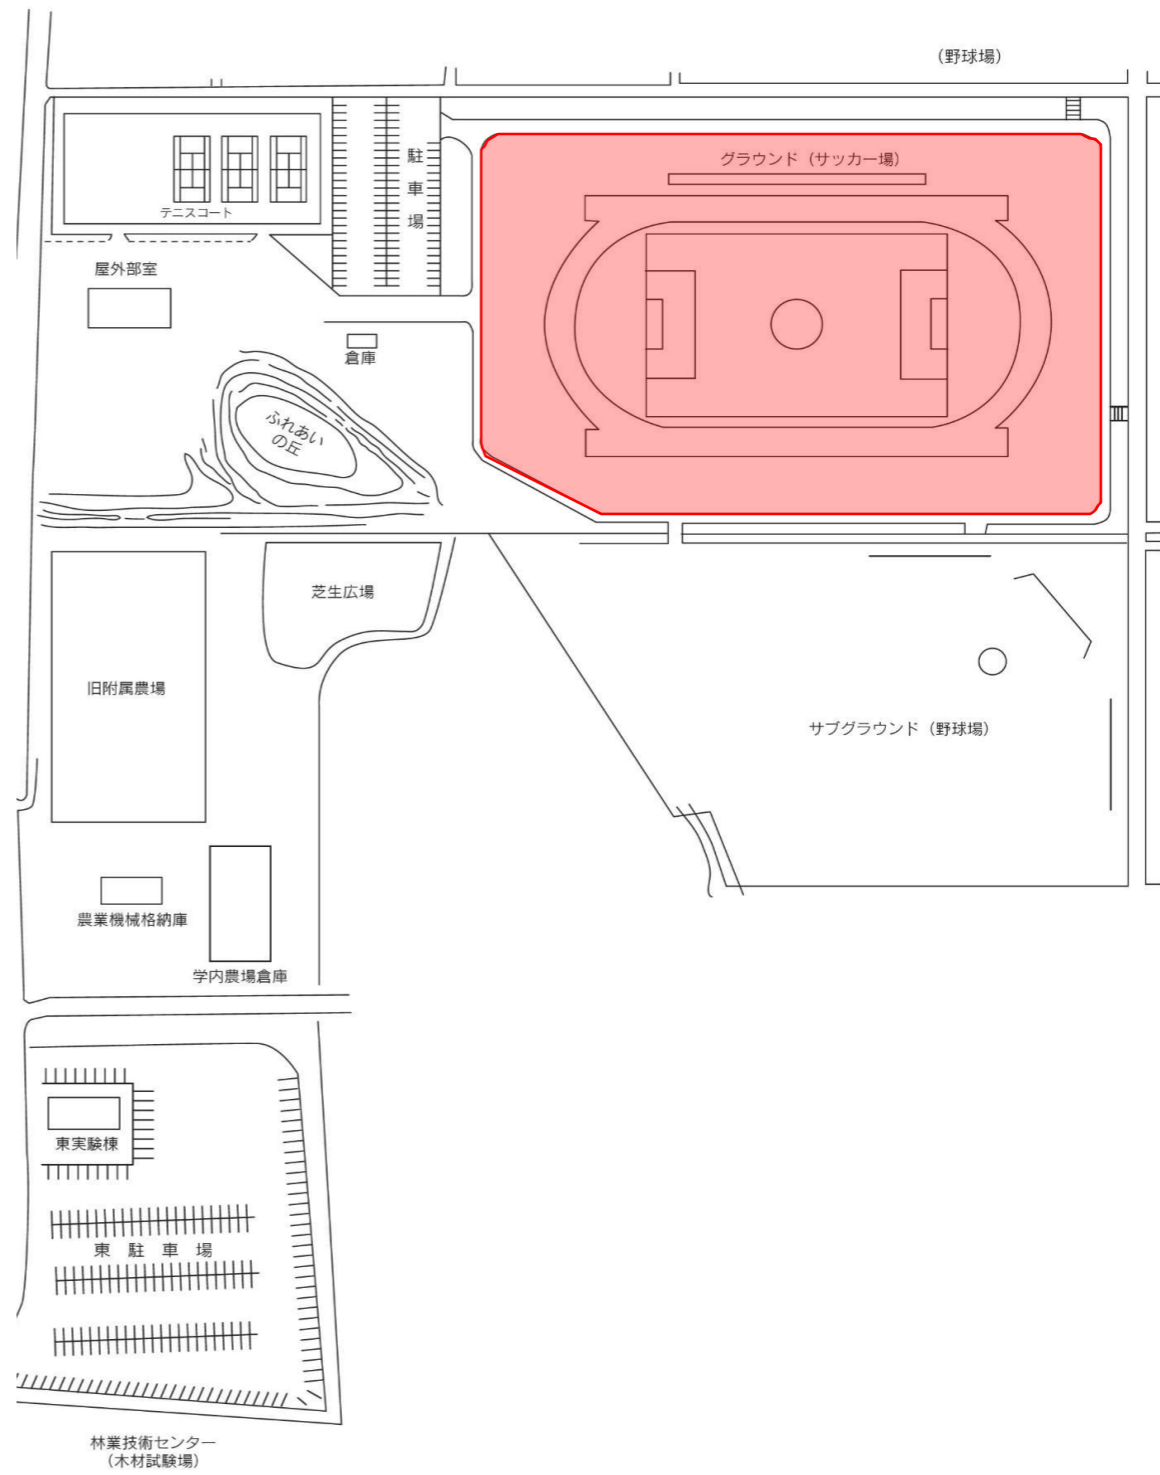 （野球場）
グラウンド（サッカー場）
駐
車
場
テニスコート
屋外部室
倉庫
ふれあい
の丘
芝生広場
旧附属農場
サブグラウンド（野球場）
農業機械格納庫
学内農場倉庫
東実験棟
東 駐 車 場
林業技術センター
（木材試験場）